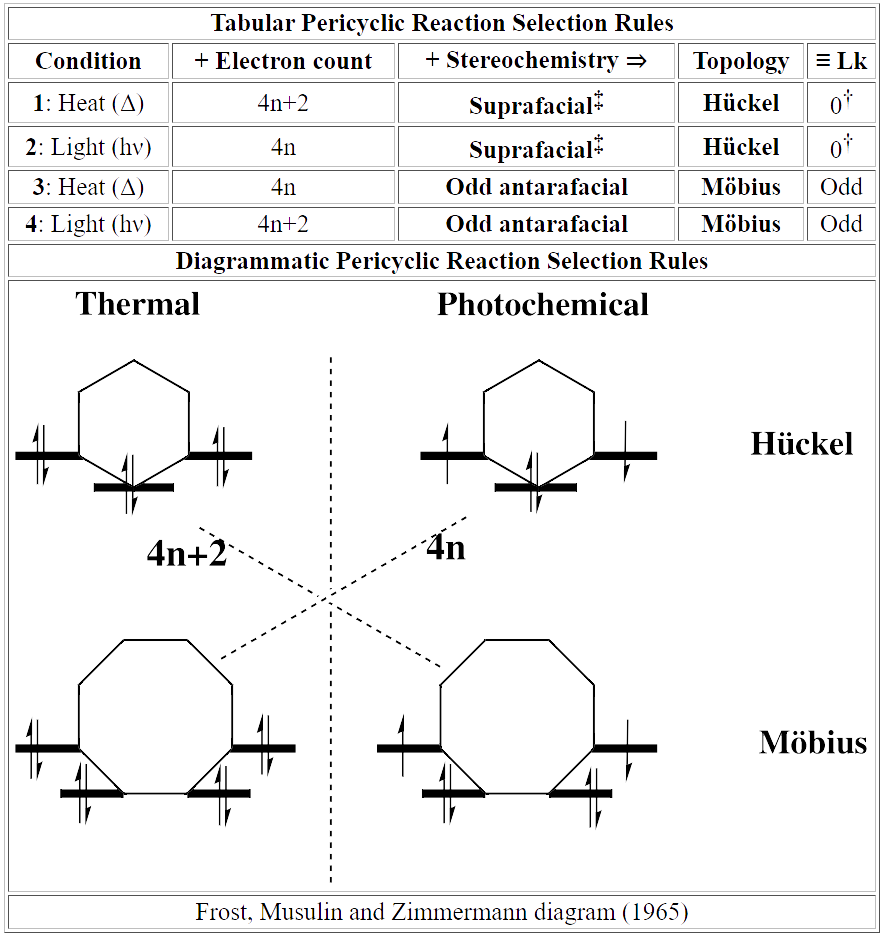 Tabular Pericyclic Reaction Selection Rules
Condition + Electron count + Stereochemistry ⇒ Topology ≡ Lk
1: Heat (Δ) 4n+2 Suprafacial‡ Hückel 0†
2: Light (hν) 4n Suprafacial‡ Hückel 0†
3: Heat (Δ) 4n Odd antarafacial Möbius Odd
4: Light (hν) 4n+2 Odd antarafacial Möbius Odd
Diagrammatic Pericyclic Reaction Selection Rules
Thermal Photochemical
Hückel
4n+2 4n
Möbius
Frost, Musulin and Zimmermann diagram (1965)